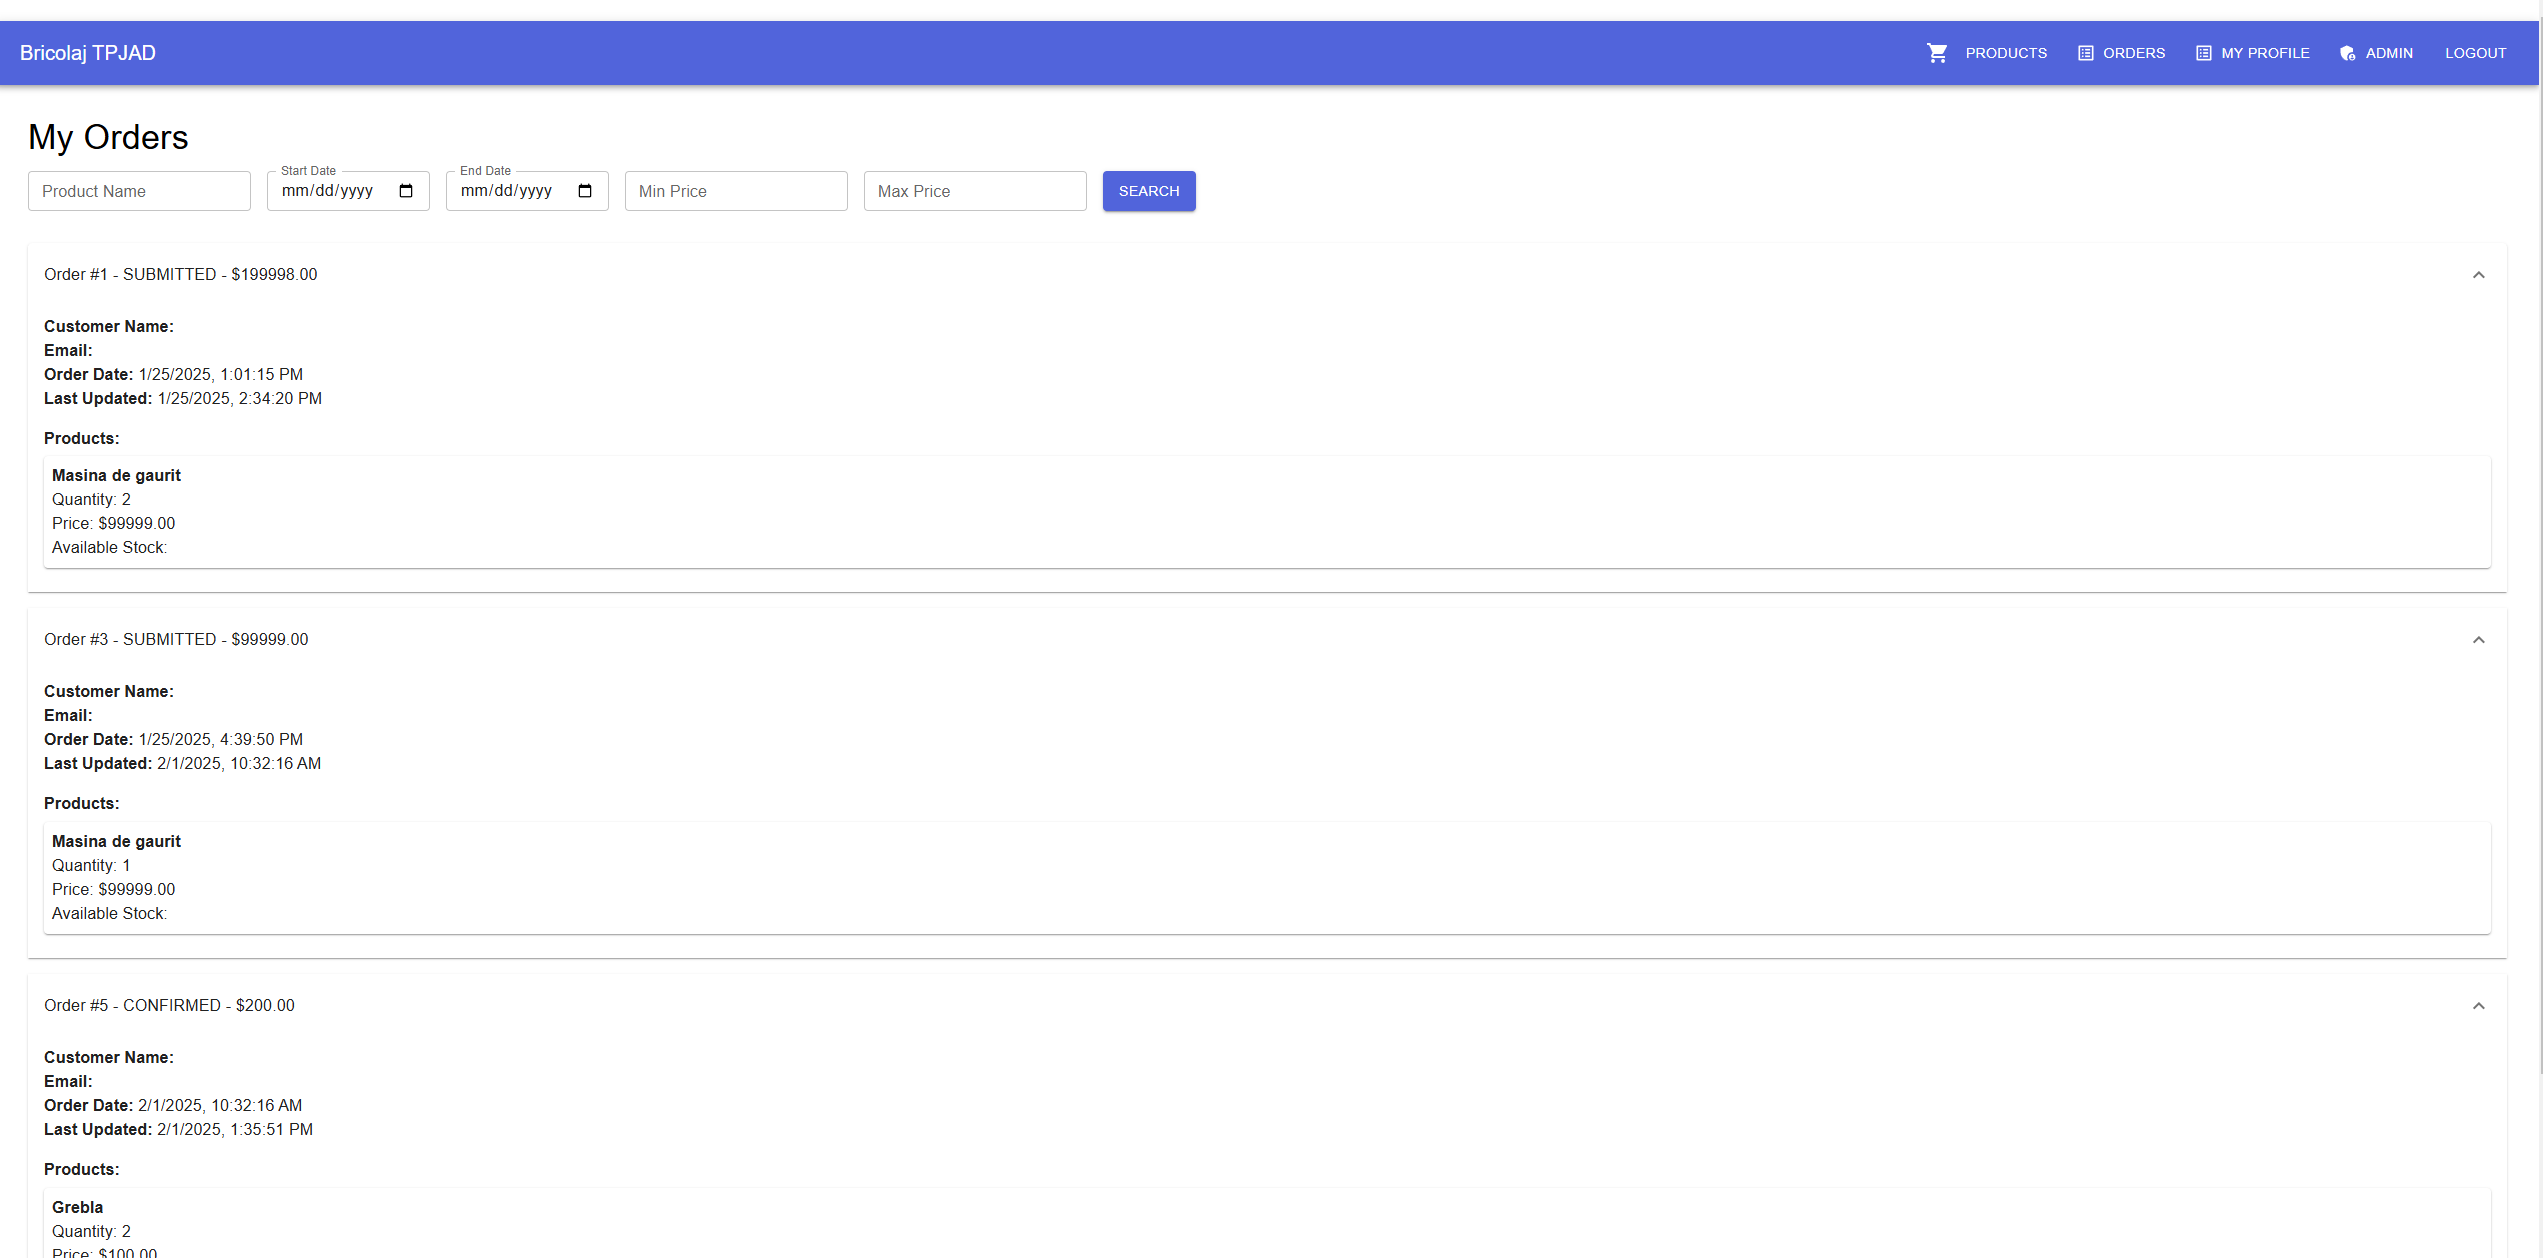 Bricolaj TPJAD
PRODUCTS ORDERS MY PROFILE ADMIN LOGOUT
My Orders
Product Name
Start Date
mm/dd/yyyy
End Date
mm/dd/yyyy
Min Price
Max Price
SEARCH
Order #1 - SUBMITTED - $199998.00
Customer Name:
Email:
Order Date: 1/25/2025, 1:01:15 PM
Last Updated: 1/25/2025, 2:34:20 PM
Products:
Masina de gaurit
Quantity: 2
Price: $99999.00
Available Stock:
Order #3 - SUBMITTED - $99999.00
Customer Name:
Email:
Order Date: 1/25/2025, 4:39:50 PM
Last Updated: 2/1/2025, 10:32:16 AM
Products:
Masina de gaurit
Quantity: 1
Price: $99999.00
Available Stock:
Order #5 - CONFIRMED - $200.00
Customer Name:
Email:
Order Date: 2/1/2025, 10:32:16 AM
Last Updated: 2/1/2025, 1:35:51 PM
Products:
Grebla
Quantity: 2
Price: $100.00